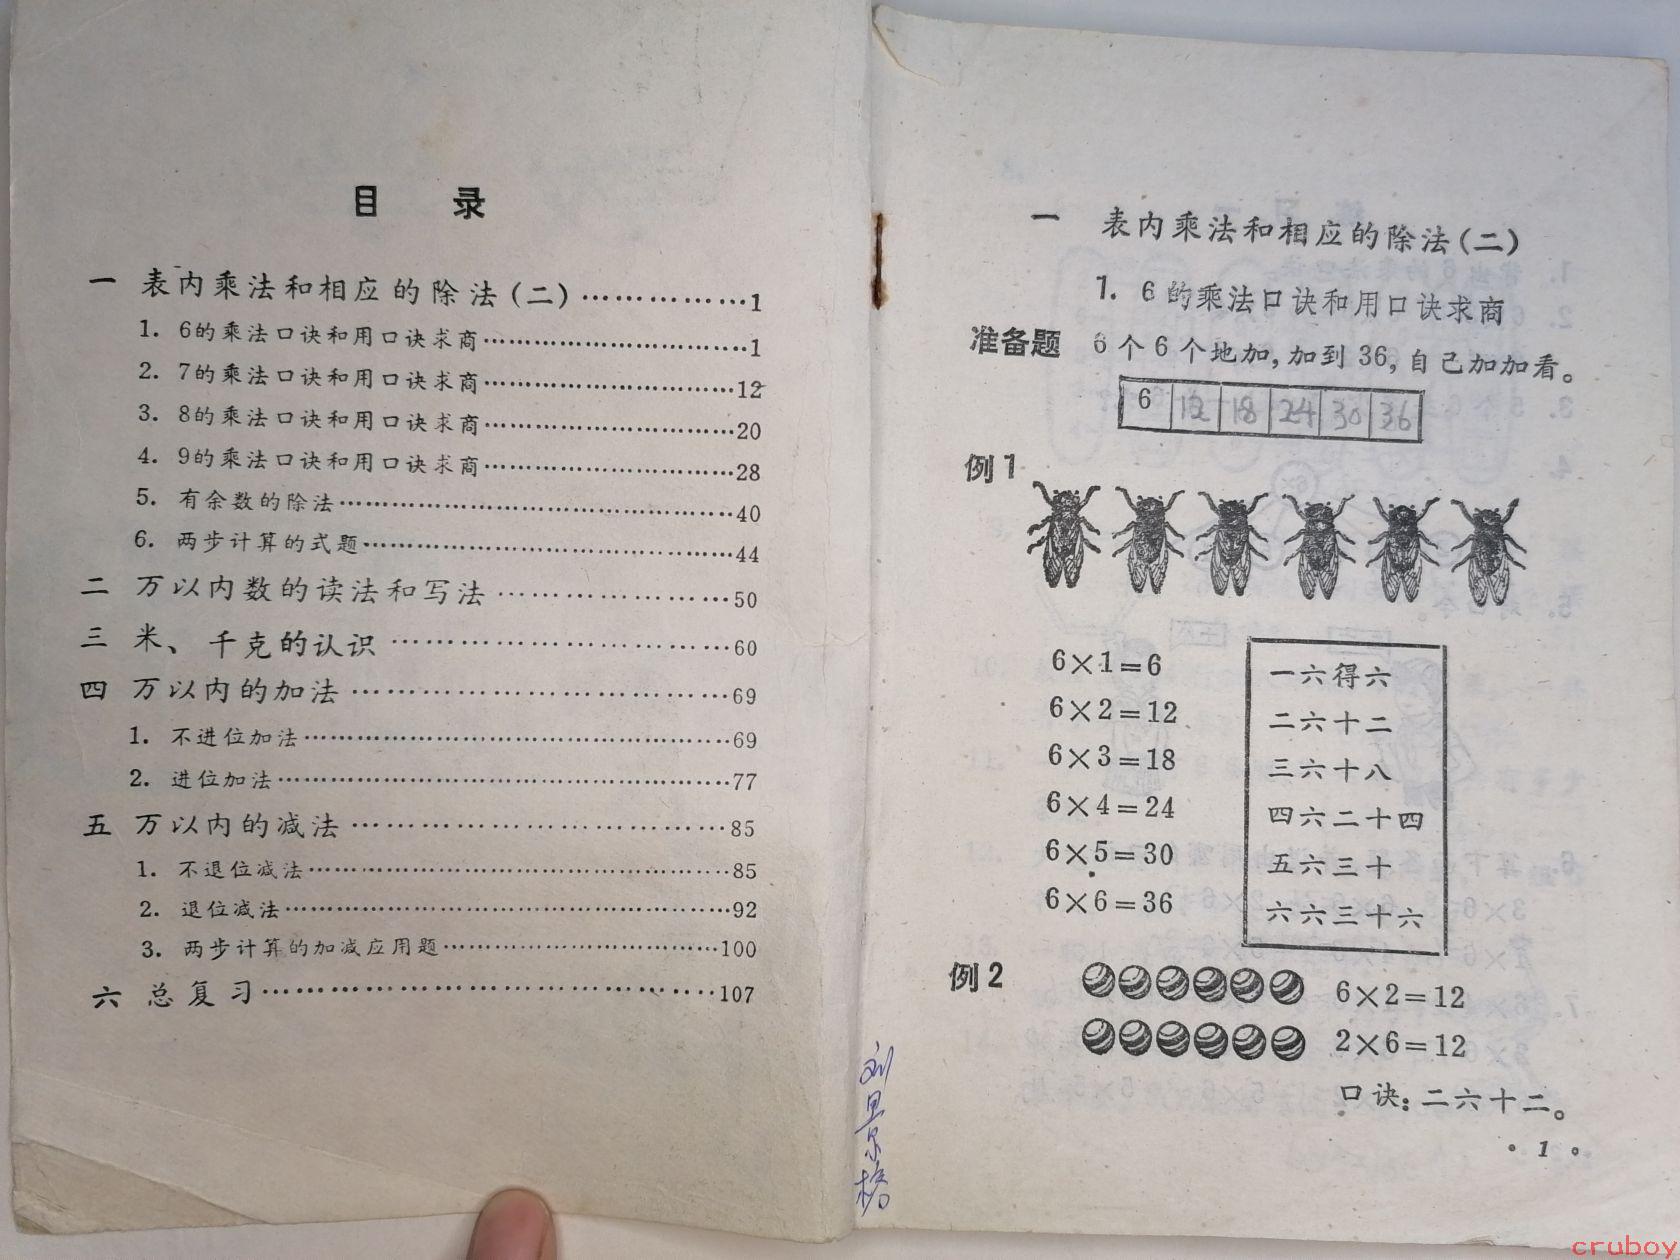 目 录
一 表内乘法和相应的除法(二)……………1
1. 6的乘法口诀和用口诀求商……………1
2. 7的乘法口诀和用口诀求商……………12
3. 8的乘法口诀和用口诀求商……………20
4. 9的乘法口诀和用口诀求商……………28
5. 有余数的除法……………40
6. 两步计算的式题……………44
二 万以内数的读法和写法……………50
三 米、千克的认识……………60
四 万以内的加法……………69
1. 不进位加法……………69
2. 进位加法……………77
五 万以内的减法……………85
1. 不退位减法……………85
2. 退位减法……………92
3. 两步计算的加减应用题……………100
六 总复习……………107
一 表内乘法和相应的除法(二)
1. 6的乘法口诀和用口诀求商
准备题 6个6个地加,加到36,自己加加看。
6 12 18 24 30 36
例1
6×1=6 一六得六
6×2=12 二六十二
6×3=18 三六十八
6×4=24 四六二十四
6×5=30 五六三十
6×6=36 六六三十六
例2 6×2=12
2×6=12
口诀:二六十二。
·1。
cruboy